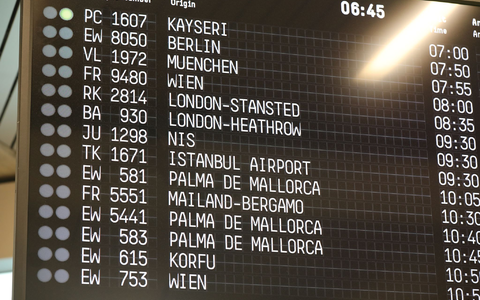 Origin 06:45
PC 1607 KAYSERI 07:00
EW 8050 BERLIN 07:50
VL 1972 MUENCHEN 07:55
FR 9480 WIEN 08:00
RK 2814 LONDON-STANSTED 08:35
BA 930 LONDON-HEATHROW 09:30
JU 1298 NIS 09:30
TK 1671 ISTANBUL AIRPORT 09:30
EW 581 PALMA DE MALLORCA 10:05
FR 5551 MAILAND-BERGAMO 10:30
EW 5441 PALMA DE MALLORCA 10:40
EW 583 PALMA DE MALLORCA 10:45
EW 615 KORFU
EW 753 WIEN